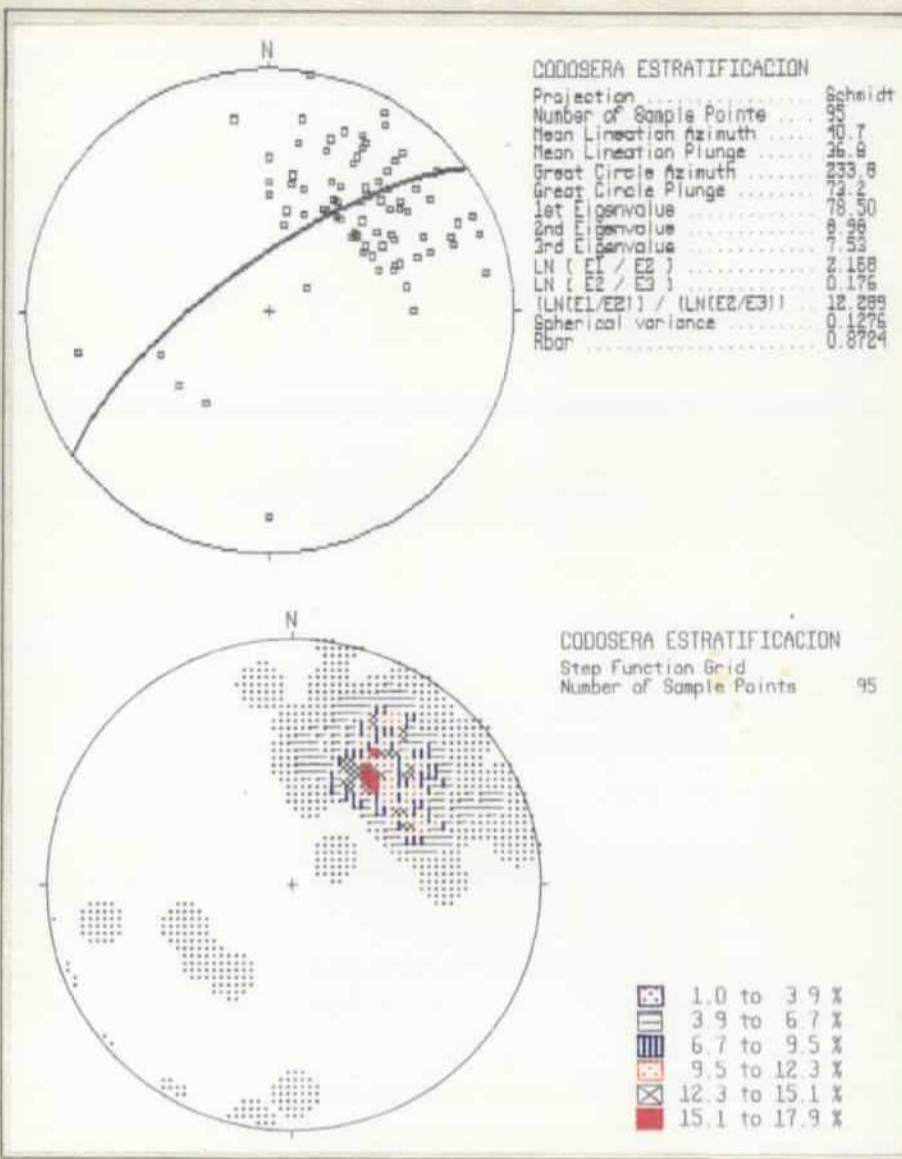 N
CODOSERA ESTRATIFICACION
Projection ................ Schmidt
Number of Sample Points ... 95
Mean Lineation Azimuth ...... 40.7
Mean Lineation Plunge ...... 36.8
Great Circle Azimuth ....... 233.8
Great Circle Plunge ........ 73.2
1st Eigenvalue ............. 78.50
2nd Eigenvalue ............. 8.98
3rd Eigenvalue ............. 7.53
LN ( E1 / E2 ) ............. 2.168
LN ( E2 / E3 ) ............. 0.176
(LN(E1/E2)) / (LN(E2/E3)) .. 12.289
Spherical variance ......... 0.1276
Rbar ....................... 0.8724
N
CODOSERA ESTRATIFICACION
Step Function Grid
Number of Sample Points 95
1.0 to 3.9 %
3.9 to 6.7 %
6.7 to 9.5 %
9.5 to 12.3 %
12.3 to 15.1 %
15.1 to 17.9 %